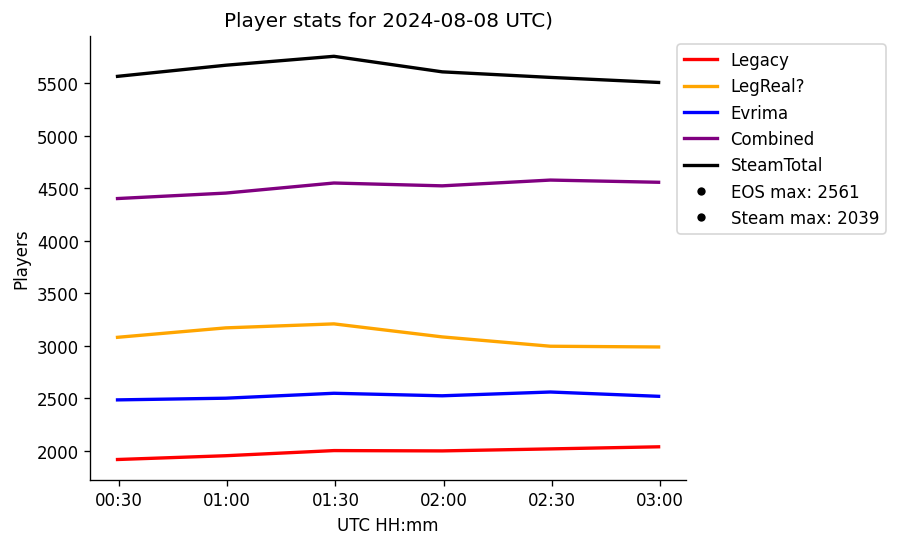 Player stats for 2024-08-08 UTC)
Legacy
LegReal?
Evrima
Combined
SteamTotal
EOS max: 2561
Steam max: 2039
Players
5500
5000
4500
4000
3500
3000
2500
2000
00:30 01:00 01:30 02:00 02:30 03:00
UTC HH:mm